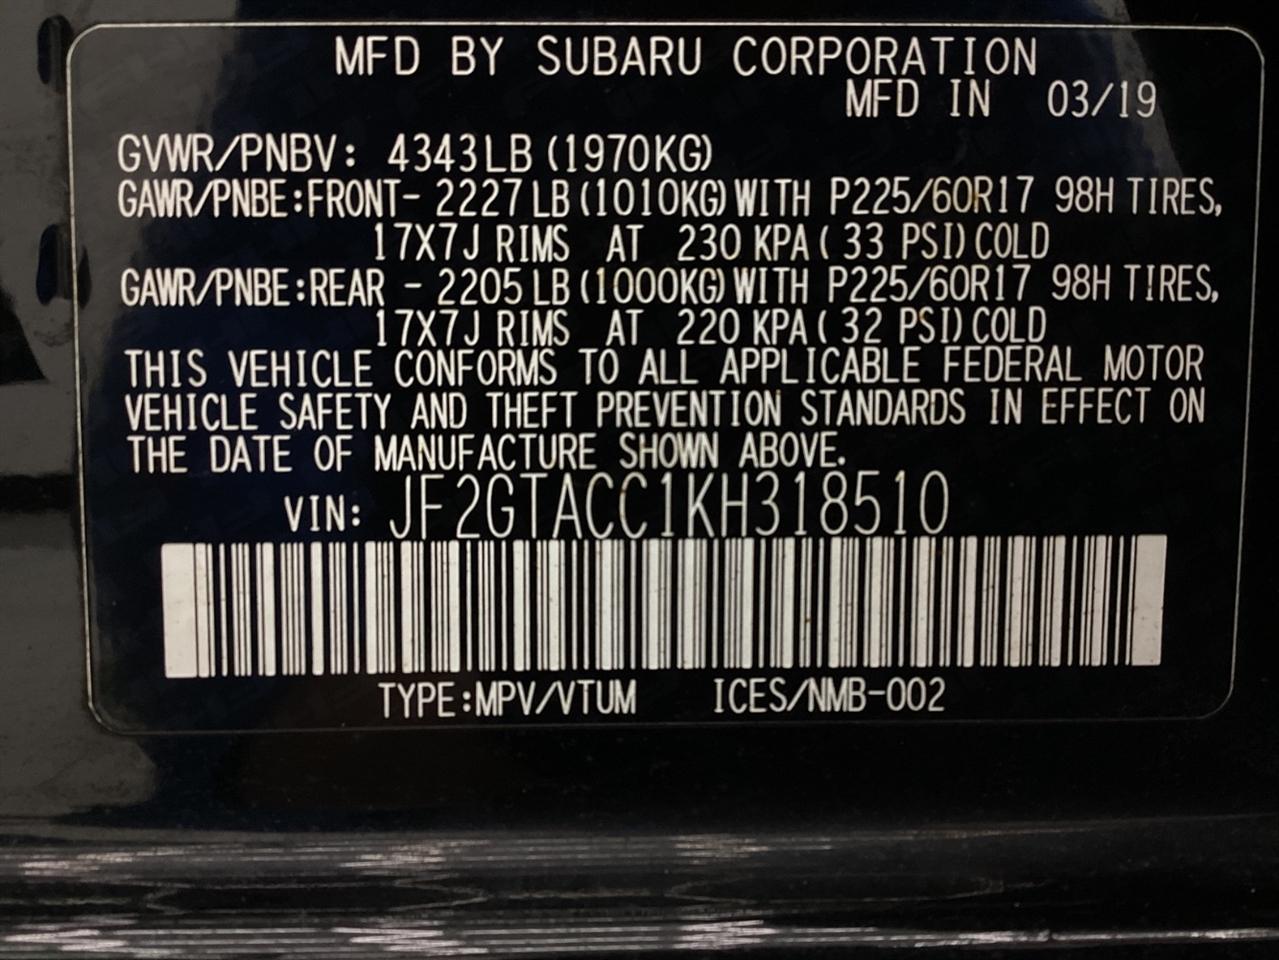 MFD BY SUBARU CORPORATION
MFD IN 03/19
GVWR/PNBV: 4343LB (1970KG)
GAWR/PNBE:FRONT- 2227 LB (1010KG) WITH P225/60R17 98H TIRES,
17X7J RIMS AT 230 KPA ( 33 PSI) COLD
GAWR/PNBE:REAR - 2205 LB (1000KG) WITH P225/60R17 98H TIRES,
17X7J RIMS AT 220 KPA ( 32 PSI) COLD
THIS VEHICLE CONFORMS TO ALL APPLICABLE FEDERAL MOTOR
VEHICLE SAFETY AND THEFT PREVENTION STANDARDS IN EFFECT ON
THE DATE OF MANUFACTURE SHOWN ABOVE.
VIN: JF2GTACC1KH318510
TYPE:MPV/VTUM ICES/NMB-002